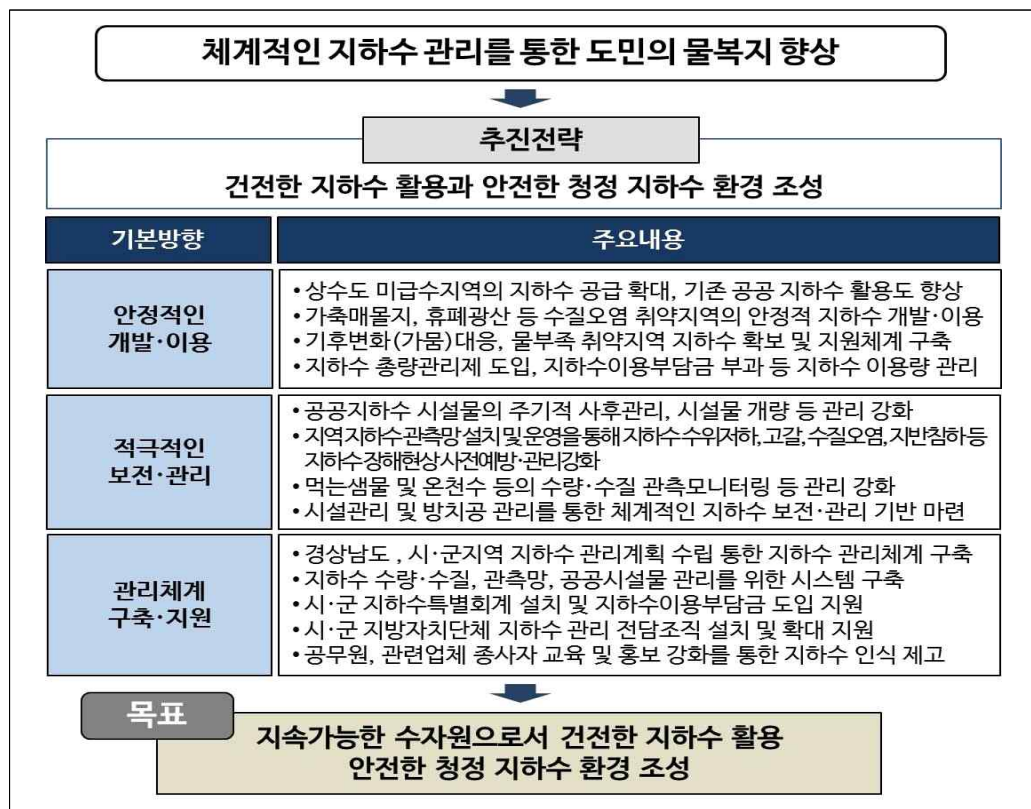 체계적인 지하수 관리를 통한 도민의 물복지 향상
추진전략
건전한 지하수 활용과 안전한 청정 지하수 환경 조성
기본방향
주요내용
안정적인
개발·이용
• 상수도 미급수지역의 지하수 공급 확대, 기존 공공 지하수 활용도 향상
• 가축매몰지, 휴폐광산 등 수질오염 취약지역의 안정적 지하수 개발·이용
• 기후변화(가뭄)대응, 물부족 취약지역 지하수 확보 및 지원체계 구축
• 지하수 총량관리제 도입, 지하수이용부담금 부과 등 지하수 이용량 관리
적극적인
보전·관리
• 공공지하수 시설물의 주기적 사후관리, 시설물 개량 등 관리 강화
• 지역 지하수 관측망 설치 및 운영을 통해 지하수 수위저하, 고갈, 수질오염, 지반침하 등
지하수 장해현상 사전예방·관리강화
• 먹는샘물 및 온천수 등의 수량·수질 관측모니터링 등 관리 강화
• 시설관리 및 방치공 관리를 통한 체계적인 지하수 보전·관리 기반 마련
관리체계
구축·지원
• 경상남도 , 시·군지역 지하수 관리계획 수립 통한 지하수 관리체계 구축
• 지하수 수량·수질, 관측망, 공공시설물 관리를 위한 시스템 구축
• 시·군 지하수특별회계 설치 및 지하수이용부담금 도입 지원
• 시·군 지방자치단체 지하수 관리 전담조직 설치 및 확대 지원
• 공무원, 관련업체 종사자 교육 및 홍보 강화를 통한 지하수 인식 제고
목표
지속가능한 수자원으로서 건전한 지하수 활용
안전한 청정 지하수 환경 조성